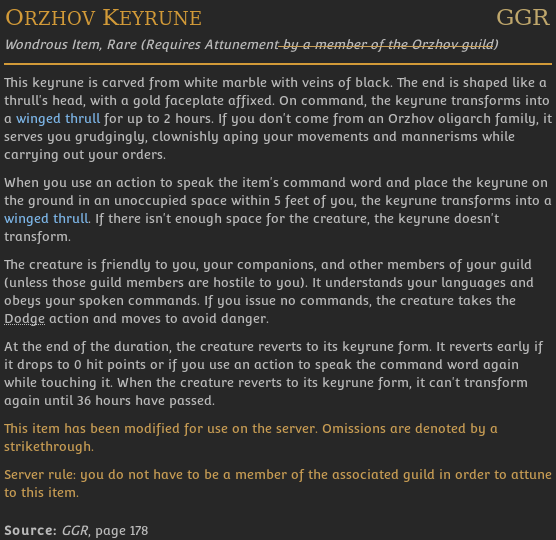 Orzhov Keyrune GGR
Wondrous Item, Rare (Requires Attunement by a member of the Orzhov guild)
This keyrune is carved from white marble with veins of black. The end is shaped like a
thrull's head, with a gold faceplate affixed. On command, the keyrune transforms into
a winged thrull for up to 2 hours. If you don't come from an Orzhov oligarch family, it
serves you grudgingly, clownishly aping your movements and mannerisms while
carrying out your orders.
When you use an action to speak the item's command word and place the keyrune on
the ground in an unoccupied space within 5 feet of you, the keyrune transforms into a
winged thrull. If there isn't enough space for the creature, the keyrune doesn't
transform.
The creature is friendly to you, your companions, and other members of your guild
(unless those guild members are hostile to you). It understands your languages and
obeys your spoken commands. If you issue no commands, the creature takes the
Dodge action and moves to avoid danger.
At the end of the duration, the creature reverts to its keyrune form. It reverts early if
it drops to 0 hit points or if you use an action to speak the command word again
while touching it. When the creature reverts to its keyrune form, it can't transform
again until 36 hours have passed.
This item has been modified for use on the server. Omissions are denoted by a
strikethrough.
Server rule: you do not have to be a member of the associated guild in order to attune
to this item.
Source: GGR, page 178